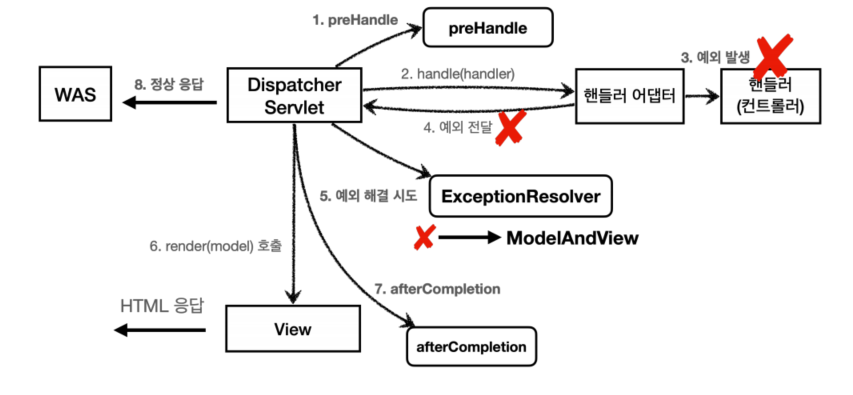 1. preHandle
preHandle
3. 예외 발생
2. handle(handler)
8. 정상 응답
WAS
Dispatcher
Servlet
핸들러 어댑터
핸들러
(컨트롤러)
4. 예외 전달
5. 예외 해결 시도
ExceptionResolver
ModelAndView
6. render(model) 호출
7. afterCompletion
HTML 응답
View
afterCompletion